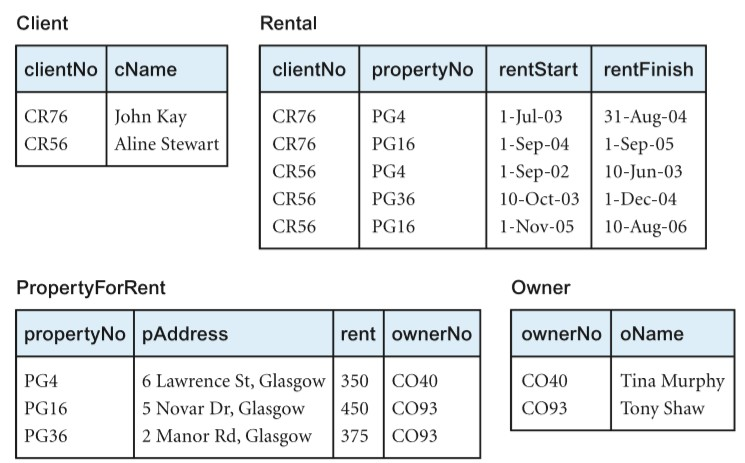 Client
clientNo cName
CR76 John Kay
CR56 Aline Stewart
Rental
clientNo propertyNo rentStart rentFinish
CR76 PG4 1-Jul-03 31-Aug-04
CR76 PG16 1-Sep-04 1-Sep-05
CR56 PG4 1-Sep-02 10-Jun-03
CR56 PG36 10-Oct-03 1-Dec-04
CR56 PG16 1-Nov-05 10-Aug-06
PropertyForRent
propertyNo pAddress rent ownerNo
PG4 6 Lawrence St, Glasgow 350 CO40
PG16 5 Novar Dr, Glasgow 450 CO93
PG36 2 Manor Rd, Glasgow 375 CO93
Owner
ownerNo oName
CO40 Tina Murphy
CO93 Tony Shaw